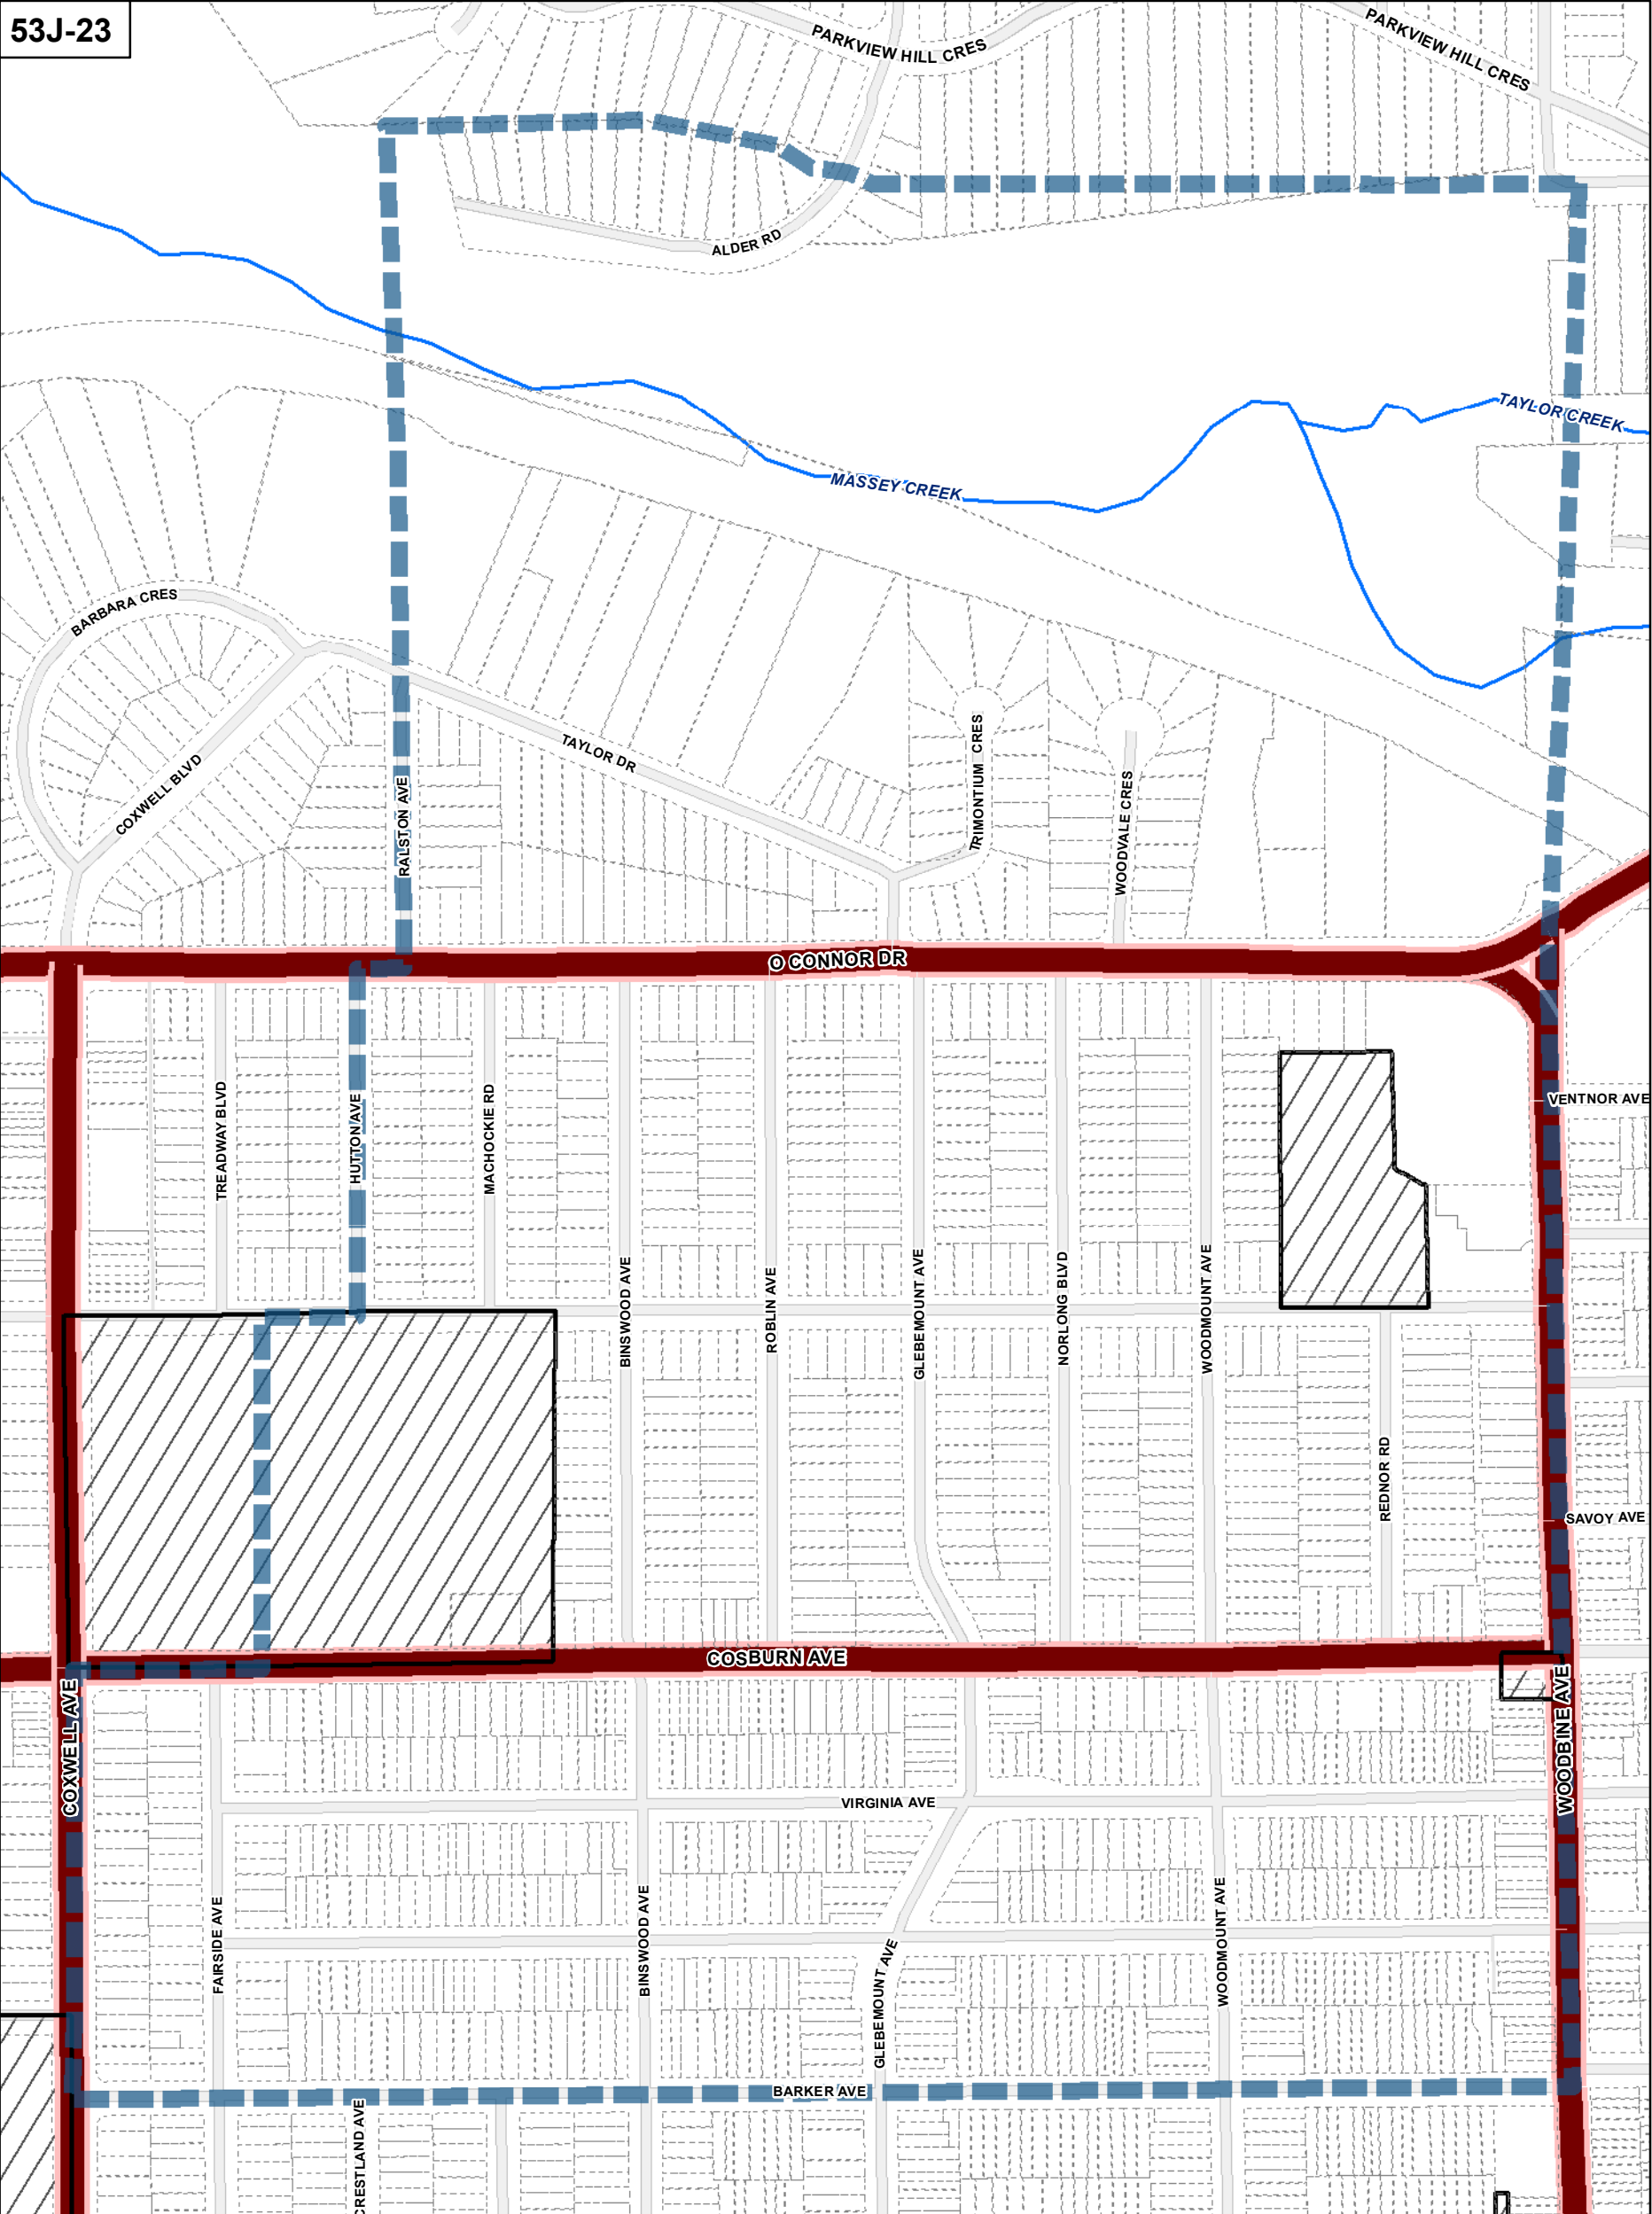 53J-23
PARKVIEW HILL CRES
PARKVIEW HILL CRES
ALDER RD
TAYLOR CREEK
MASSEY CREEK
BARBARA CRES
COXWELL BLVD
RALSTON AVE
TAYLOR DR
TRIMONTIUM CRES
WOODVALE CRES
O CONNOR DR
TREADWAY BLVD
HUTTON AVE
MACHOCKIE RD
VENTNOR AVE
BINSWOOD AVE
ROBLIN AVE
GLEBEMOUNT AVE
NORLONG BLVD
WOODMOUNT AVE
REDNOR RD
SAVOY AVE
COSBURN AVE
COXWELL AVE
WOODBINE AVE
VIRGINIA AVE
FAIRSIDE AVE
BINSWOOD AVE
GLEBEMOUNT AVE
WOODMOUNT AVE
BARKER AVE
CRESTLAND AVE